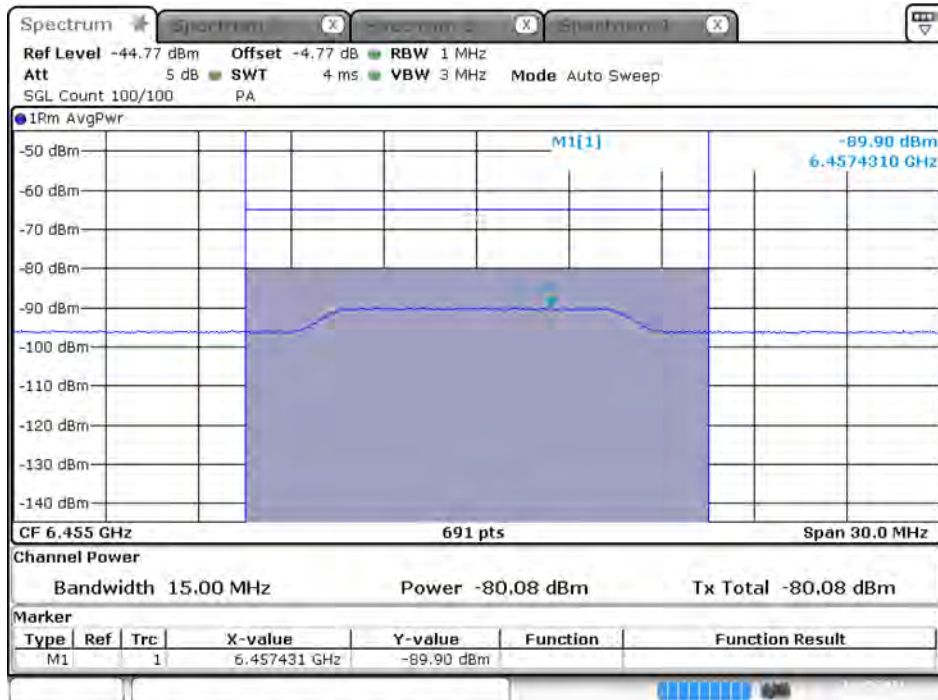 Spectrum
Ref Level -44.77 dBm Offset -4.77 dB RBW 1 MHz
Att 5 dB SWT 4 ms VBW 3 MHz Mode Auto Sweep
SGL Count 100/100 PA
1Rm AvgPwr
M1[1] -89.90 dBm
6.4574310 GHz
-50 dBm
-60 dBm
-70 dBm
-80 dBm
-90 dBm
-100 dBm
-110 dBm
-120 dBm
-130 dBm
-140 dBm
CF 6.455 GHz 691 pts Span 30.0 MHz
Channel Power
Bandwidth 15.00 MHz Power -80.08 dBm Tx Total -80.08 dBm
Marker
Type Ref Trc X-value Y-value Function Function Result
M1 1 6.457431 GHz -89.90 dBm